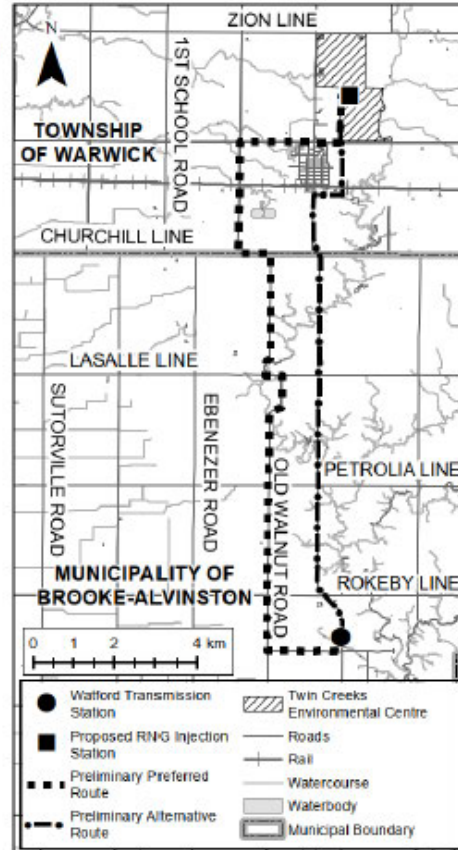 ZION LINE
N
1ST SCHOOL ROAD
TOWNSHIP
OF WARWICK
CHURCHILL LINE
LASALLE LINE
SUTORVILLE ROAD
EBENEZER ROAD
OLD WALNUT ROAD
PETROLIA LINE
MUNICIPALITY OF
BROOKE-ALVINSTON
ROKEBY LINE
0 1 2 4 km
Watford Transmission
Station
Proposed RNG Injection
Station
Preliminary Preferred
Route
Preliminary Alternative
Route
Twin Creeks
Environmental Centre
Roads
Rail
Watercourse
Waterbody
Municipal Boundary